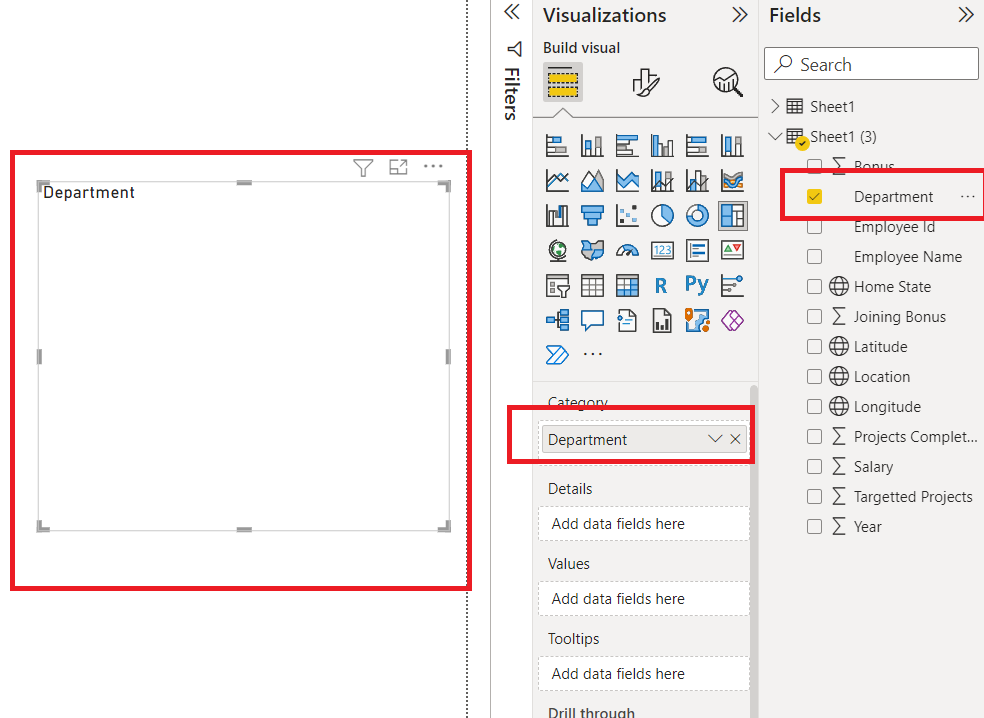 Department
Filters
Visualizations
Build visual
123
R
Py
Category
Department
Details
Add data fields here
Values
Add data fields here
Tooltips
Add data fields here
Drill through
Fields
Search
Sheet1
Sheet1 (3)
Bonus
Department
Employee Id
Employee Name
Home State
Joining Bonus
Latitude
Location
Longitude
Projects Complet...
Salary
Targetted Projects
Year